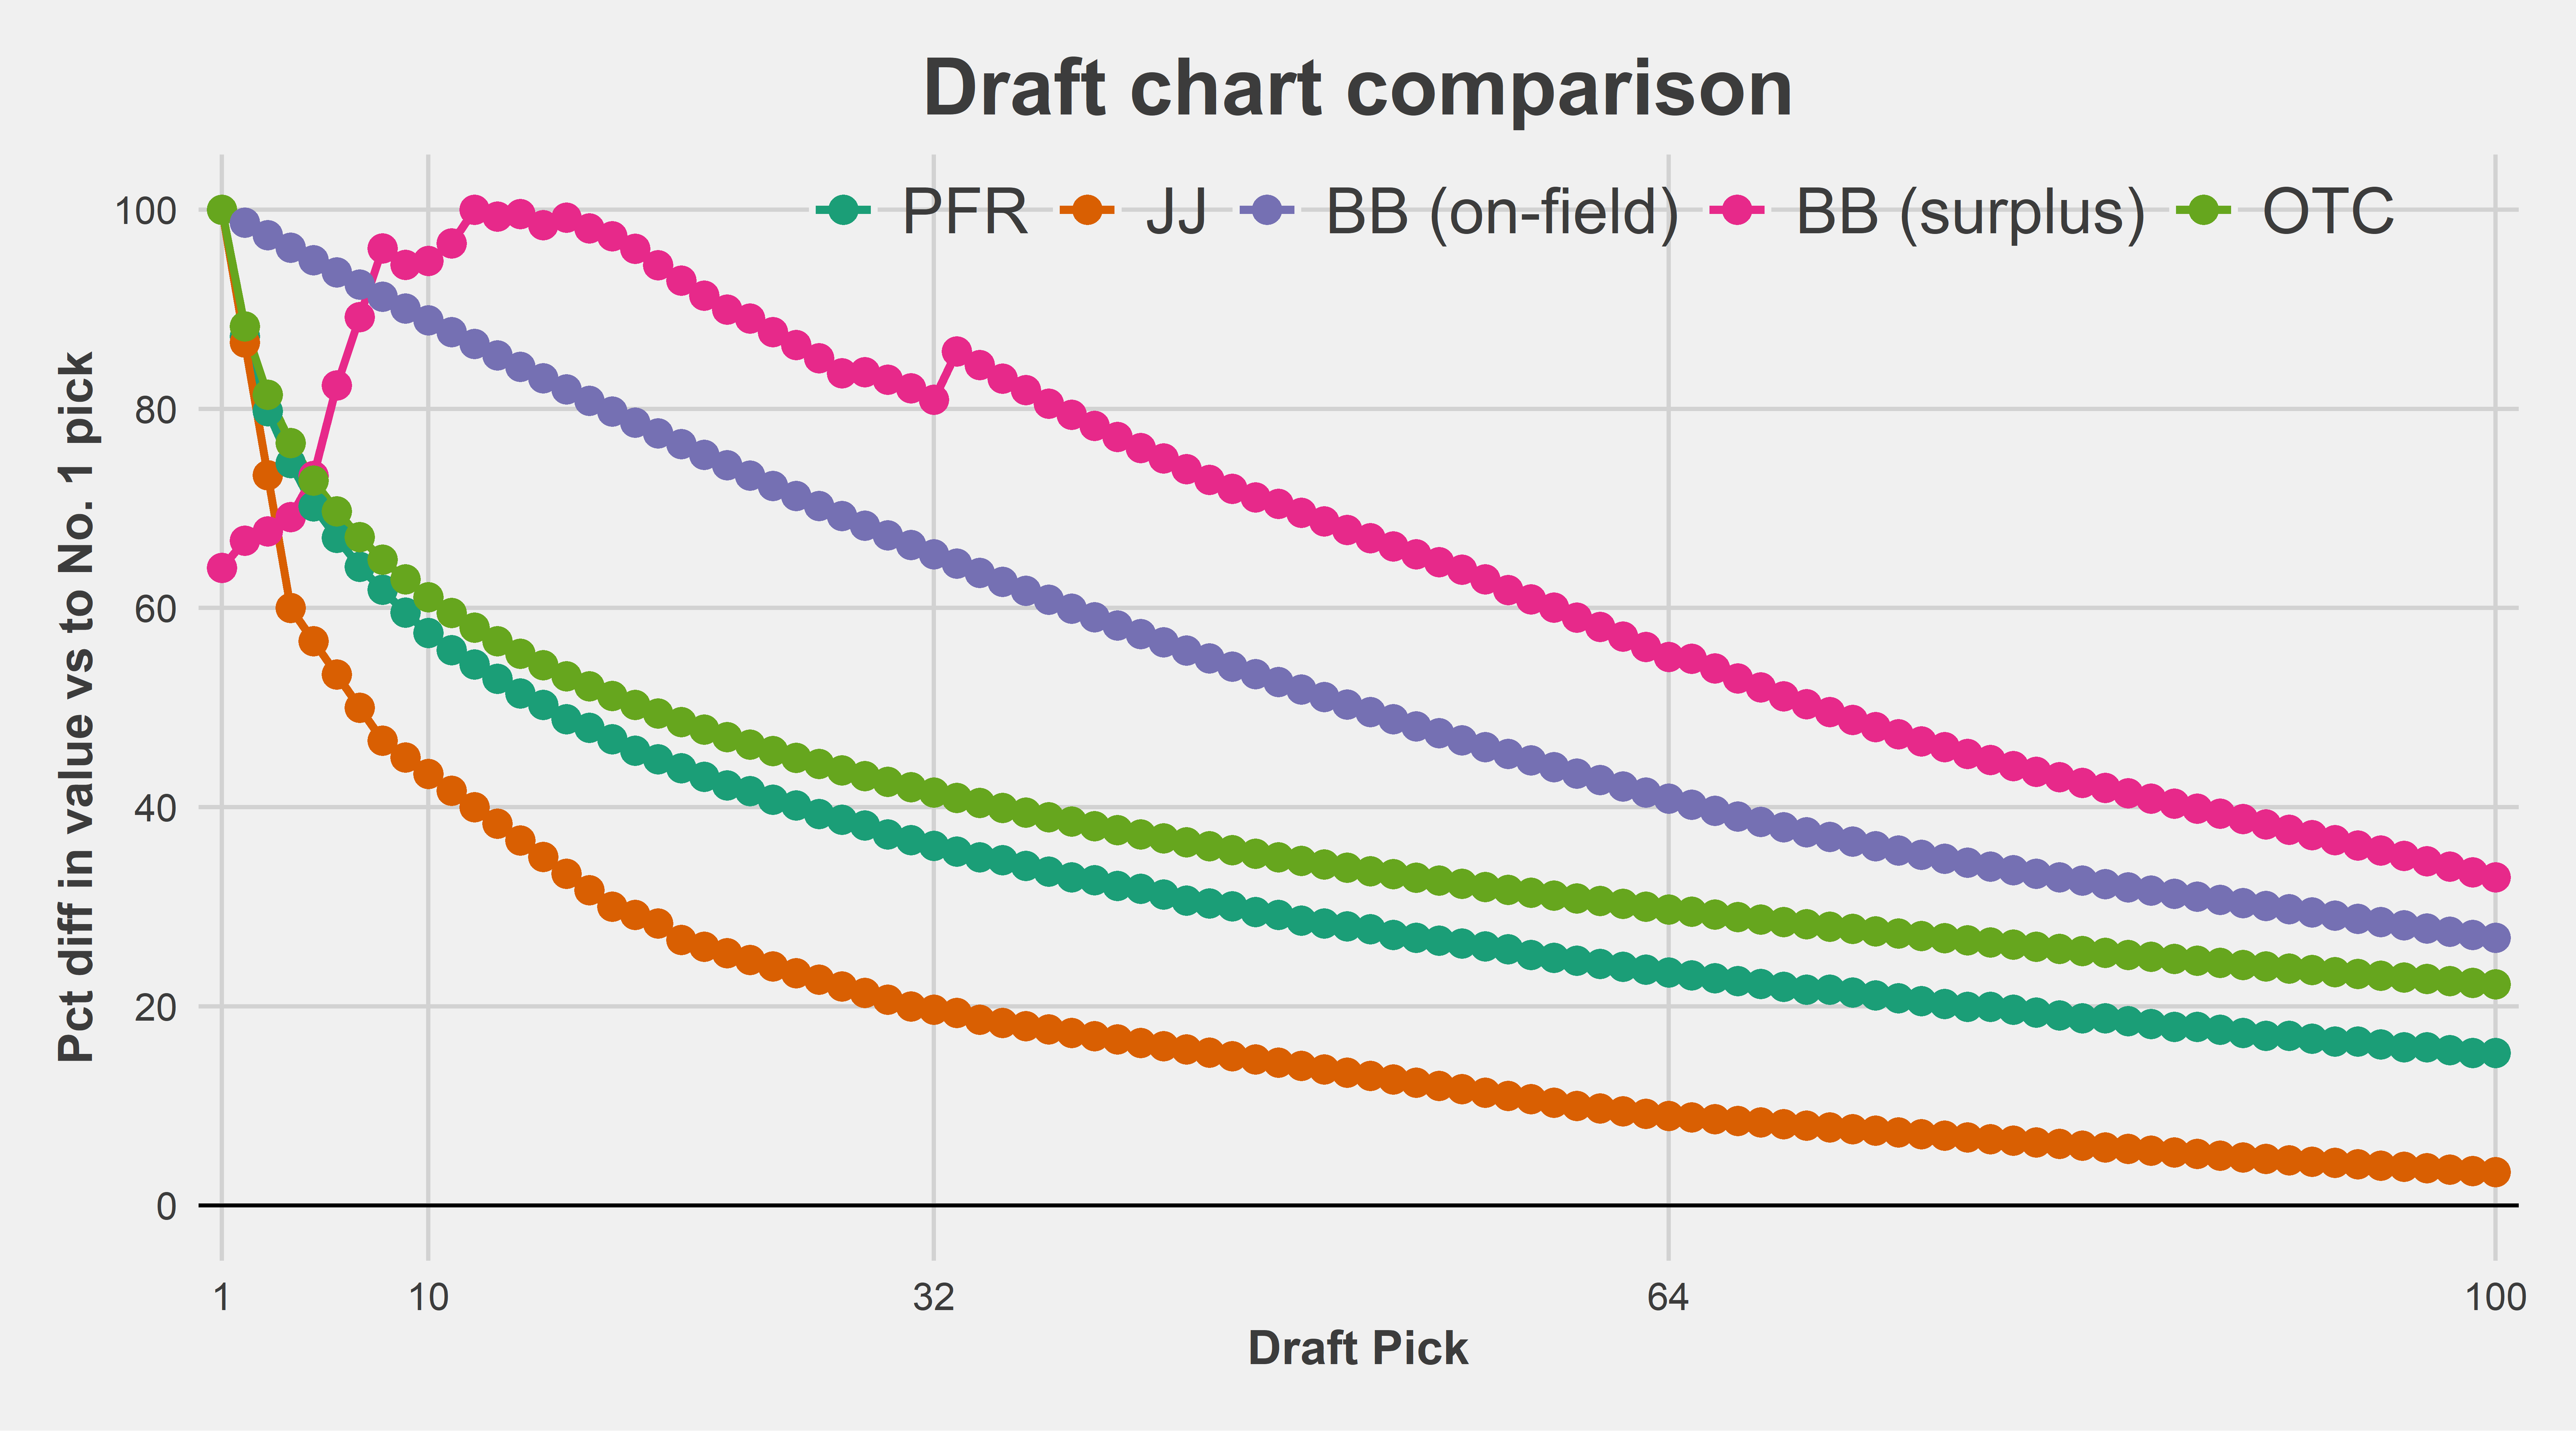 Draft chart comparison
PFR JJ BB (on-field) BB (surplus) OTC
Pct diff in value vs to No. 1 pick
100
80
60
40
20
0
1 10 32 64 100
Draft Pick